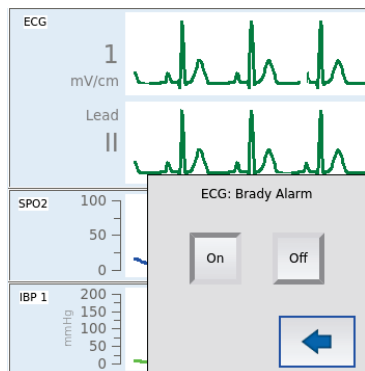 ECG
1
mV/cm
Lead
II
ECG: Brady Alarm
SPO2
100
50
0
On
Off
IBP 1
200
150
100
50
0
mmHg